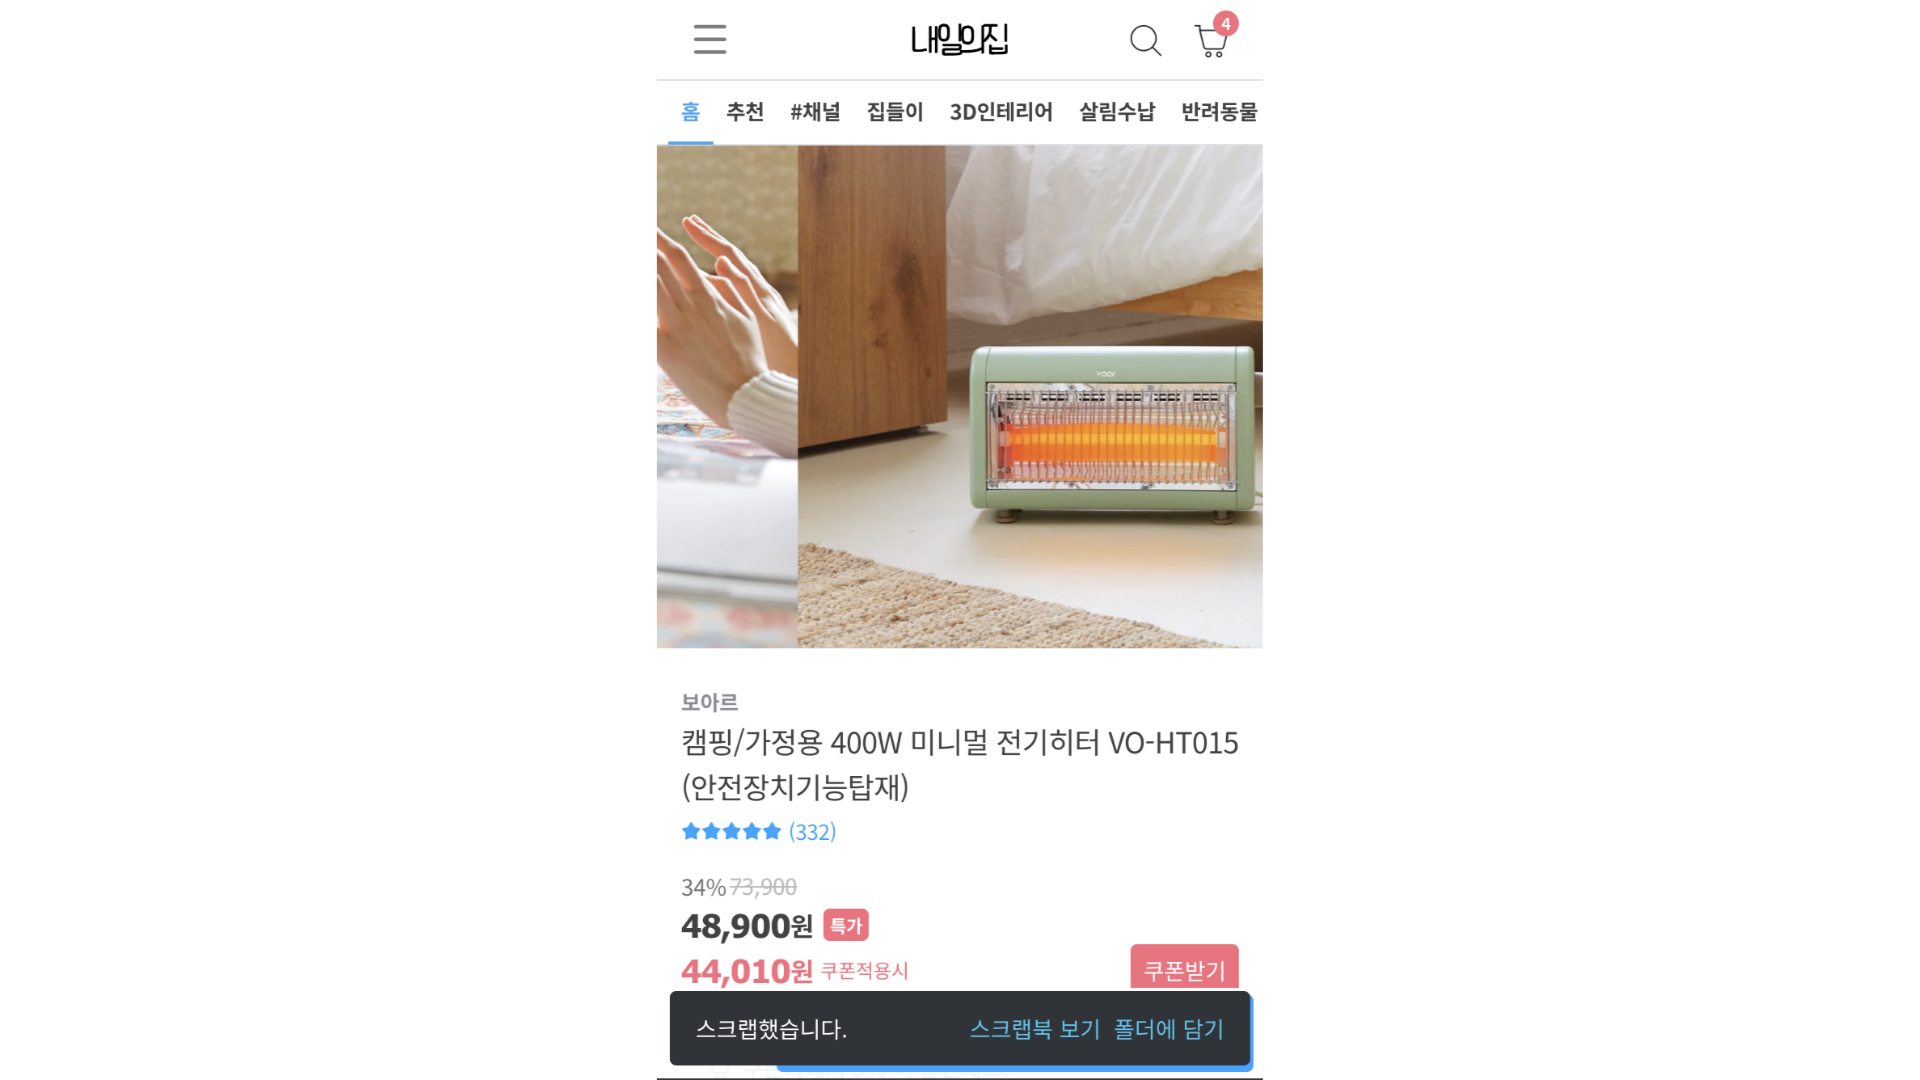 내일의집
4
홈 추천 #채널 집들이 3D인테리어 살림수납 반려동물
voar
보아르
캠핑/가정용 400W 미니멀 전기히터 VO-HT015
(안전장치기능탑재)
(332)
34% 73,900
48,900원 특가
44,010원 쿠폰적용시
쿠폰받기
스크랩했습니다. 스크랩북 보기 폴더에 담기